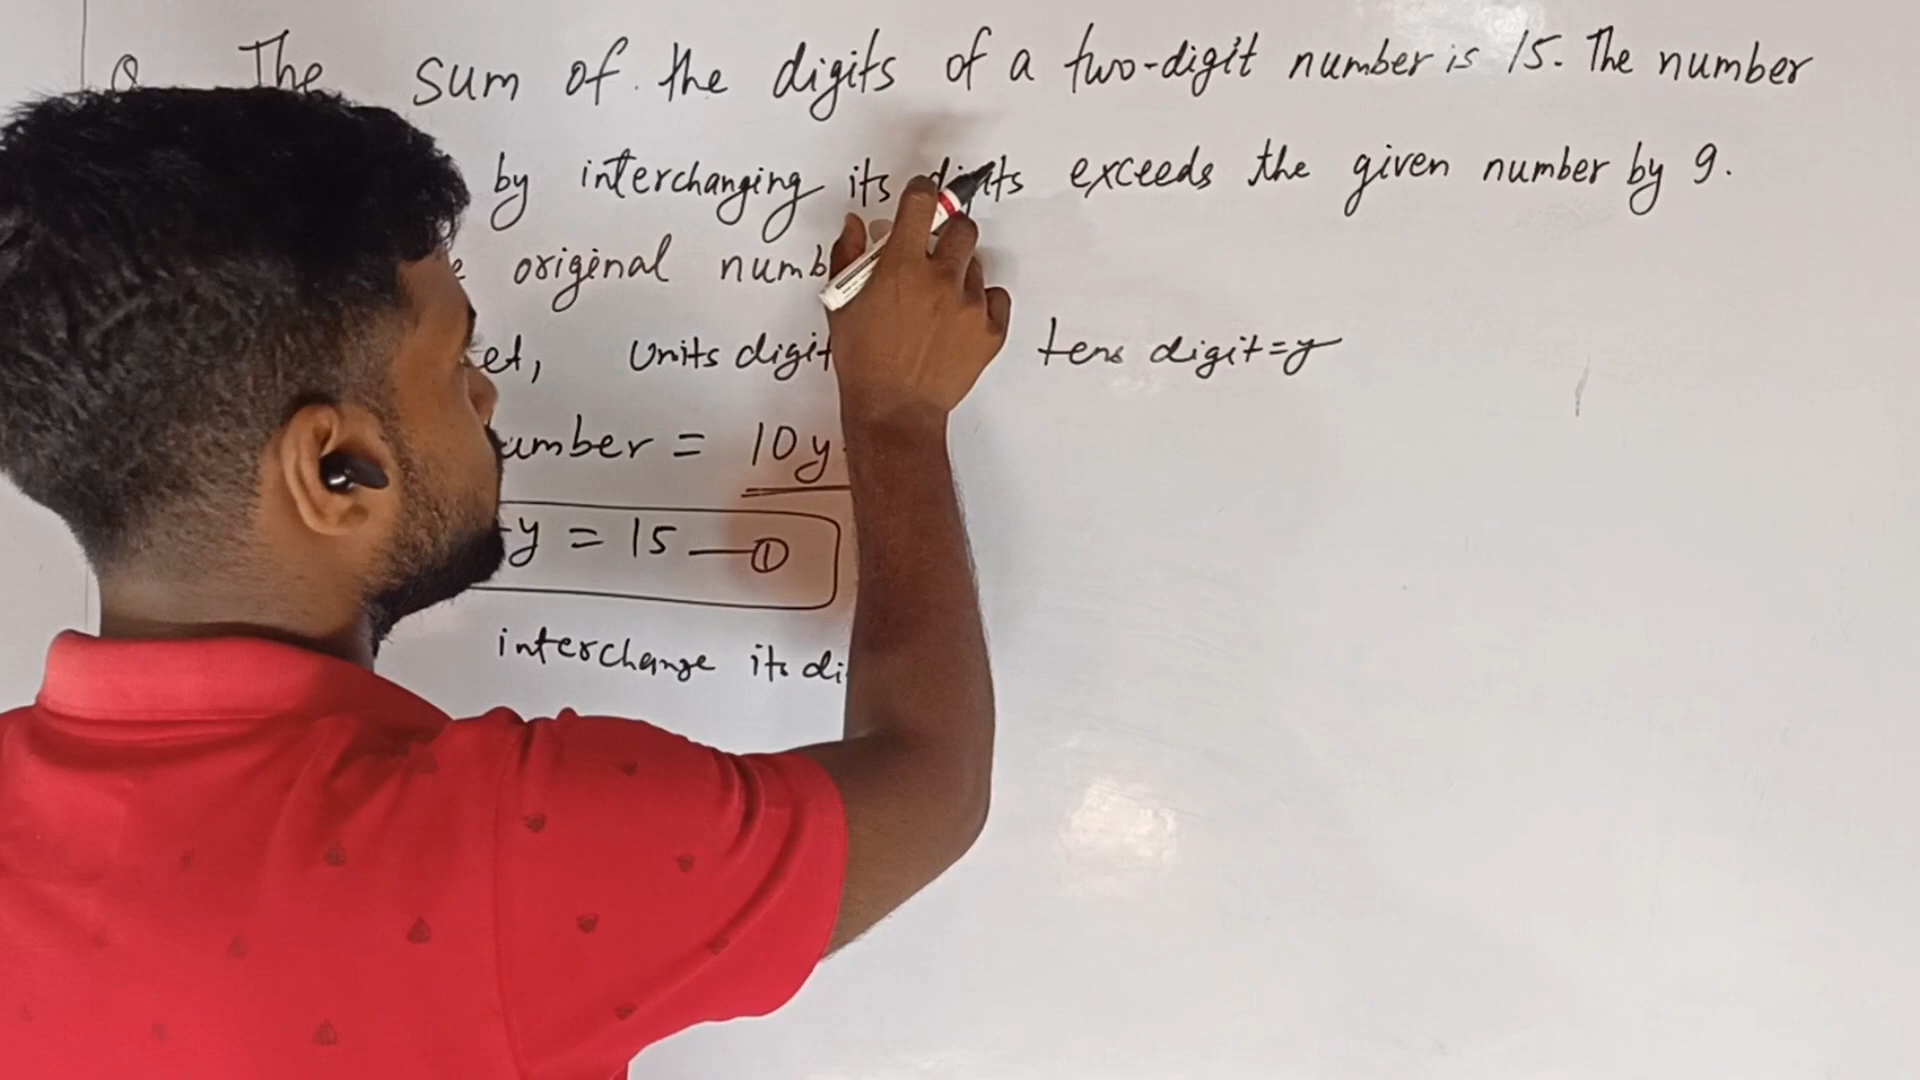 Q The sum of the digits of a two-digit number is 15. The number
by interchanging its digits exceeds the given number by 9.
original numb
et, Units digit tens digit=y
umber = 10y
y = 15 — ①
interchange its di